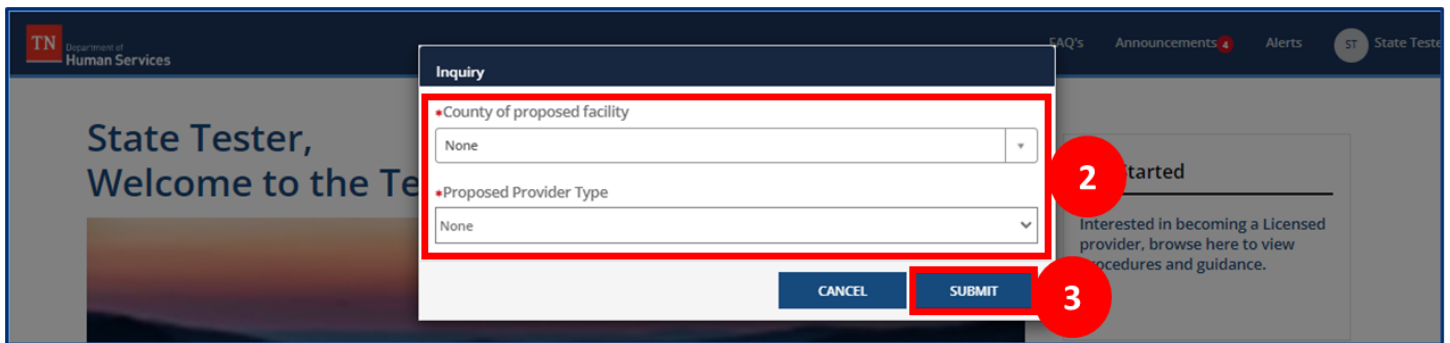 TN Department of
Human Services
FAQ's Announcements 4 Alerts ST State Teste
Inquiry
*County of proposed facility
None
*Proposed Provider Type
None
CANCEL SUBMIT
2
3
State Tester,
Welcome to the Te
tarted
Interested in becoming a Licensed
provider, browse here to view
rocedures and guidance.